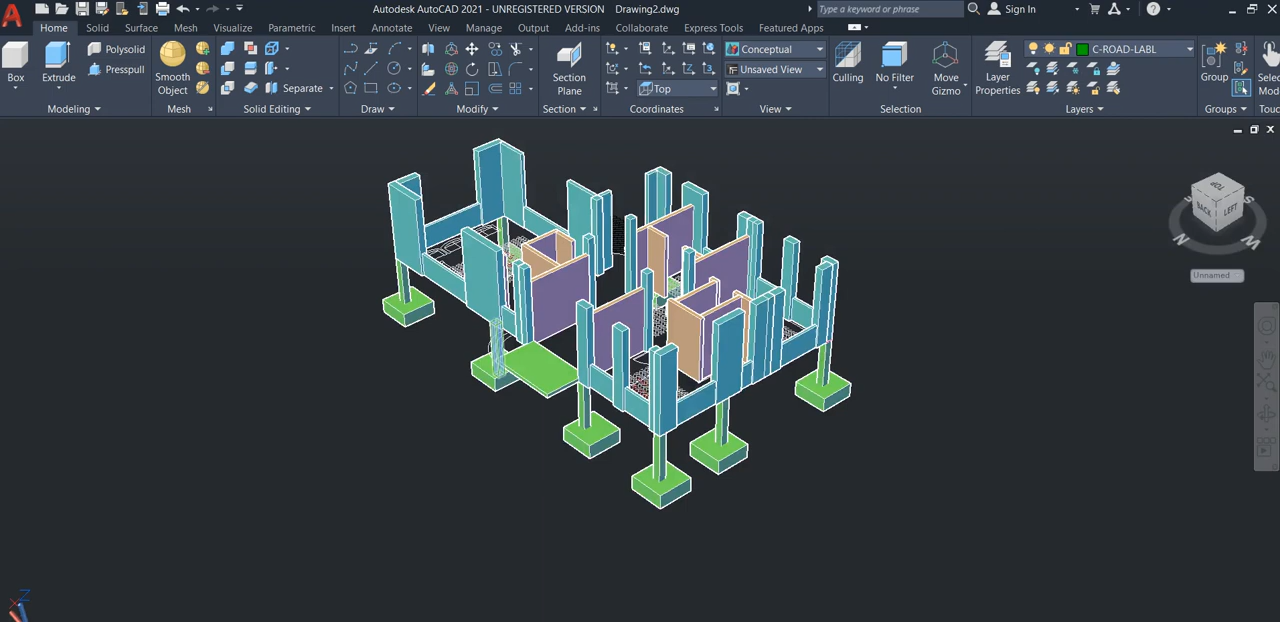 Autodesk AutoCAD 2021 - UNREGISTERED VERSION Drawing2.dwg
Type a keyword or phrase
Sign In
Home Solid Surface Mesh Visualize Parametric Insert Annotate View Manage Output Add-ins Collaborate Express Tools Featured Apps
Box
Extrude
Polysolid
Presspull
Smooth
Object
Separate
Section
Plane
Top
Conceptual
Unsaved View
Culling
No Filter
Move
Gizmo
Layer
Properties
C-ROAD-LABL
Group
Modeling
Mesh
Solid Editing
Draw
Modify
Section
Coordinates
View
Selection
Layers
Groups
TOP
BACK
LEFT
N
S
Unnamed
Z
X